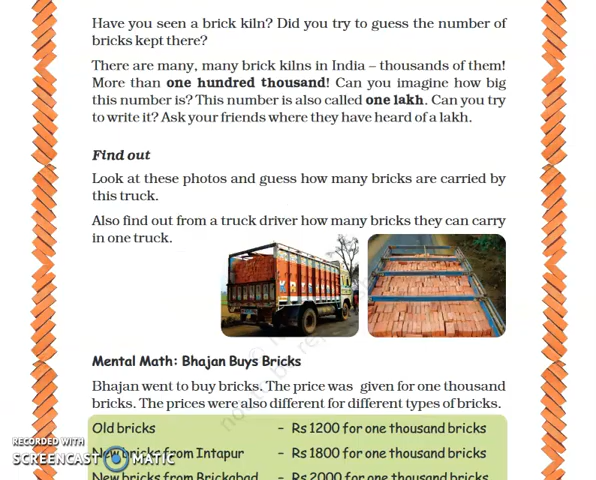 Have you seen a brick kiln? Did you try to guess the number of
bricks kept there?
There are many, many brick kilns in India – thousands of them!
More than one hundred thousand! Can you imagine how big
this number is? This number is also called one lakh. Can you try
to write it? Ask your friends where they have heard of a lakh.
Find out
Look at these photos and guess how many bricks are carried by
this truck.
Also find out from a truck driver how many bricks they can carry
in one truck.
Mental Math: Bhajan Buys Bricks
Bhajan went to buy bricks. The price was given for one thousand
bricks. The prices were also different for different types of bricks.
Old bricks – Rs 1200 for one thousand bricks
New bricks from Intapur – Rs 1800 for one thousand bricks
New bricks from Brickabad – Rs 2000 for one thousand bricks
RECORDED WITH
SCREENCAST MATIC
not to be